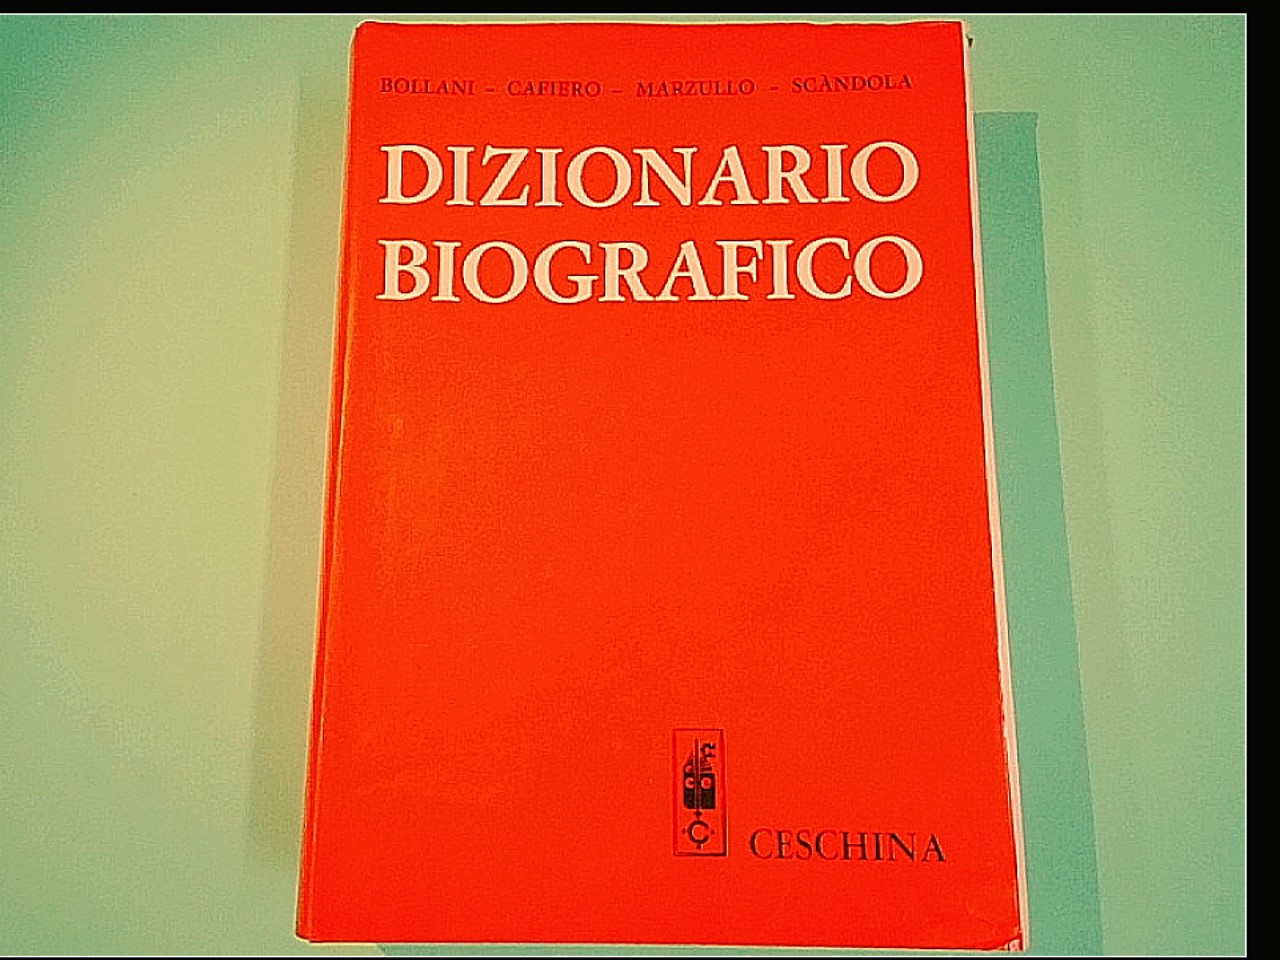 BOLLANI - CAFIERO - MARZULLO - SCÀNDOLA
DIZIONARIO
BIOGRAFICO
Ç
CESCHINA